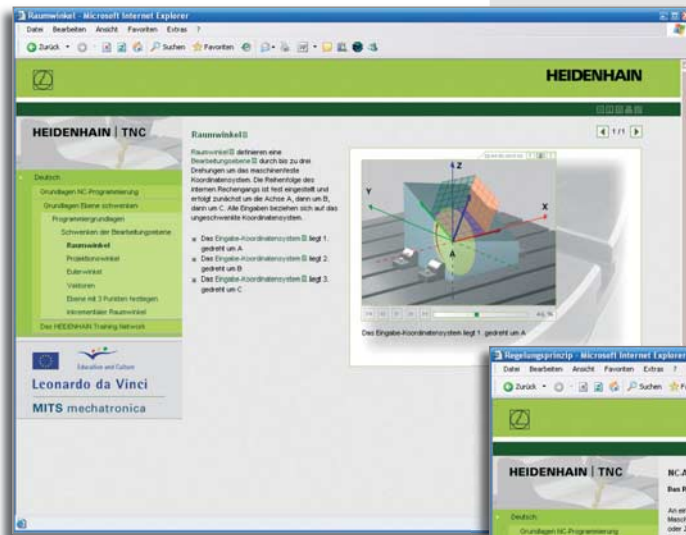 Raumwinkel - Microsoft Internet Explorer
Datei Bearbeiten Ansicht Favoriten Extras ?
Zurück Suchen Favoriten
HEIDENHAIN
HEIDENHAIN | TNC
Deutsch
Grundlagen NC-Programmierung
Grundlagen Ebene schwenken
Programmiergrundlagen
Schwenken der Bearbeitungsebene
Raumwinkel
Projektionswinkel
Eulerwinkel
Vektoren
Ebene mit 3 Punkten festlegen
Inkrementaler Raumwinkel
Das HEIDENHAIN Training Network
Education and Culture
Leonardo da Vinci
MITS mechatronica
Raumwinkel
Raumwinkel definieren eine
Bearbeitungsebene durch bis zu drei
Drehungen um das maschinenfeste
Koordinatensystem. Die Reihenfolge des
internen Rechengangs ist fest eingestellt und
erfolgt zunächst um die Achse A, dann um B,
dann um C. Alle Eingaben beziehen sich auf das
ungeschwenkte Koordinatensystem.
Das Eingabe-Koordinatensystem liegt 1.
gedreht um A
Das Eingabe-Koordinatensystem liegt 2.
gedreht um B
Das Eingabe-Koordinatensystem liegt 3.
gedreht um C
1/1
Z
Y
X
A
Das Eingabe-Koordinatensystem liegt 1. gedreht um A
Regelungsprinzip - Microsoft Internet Explorer
Datei Bearbeiten Ansicht Favoriten Extras ?
Zurück Suchen
HEIDENHAIN | TNC
Deutsch
Grundlagen NC-Programmierung